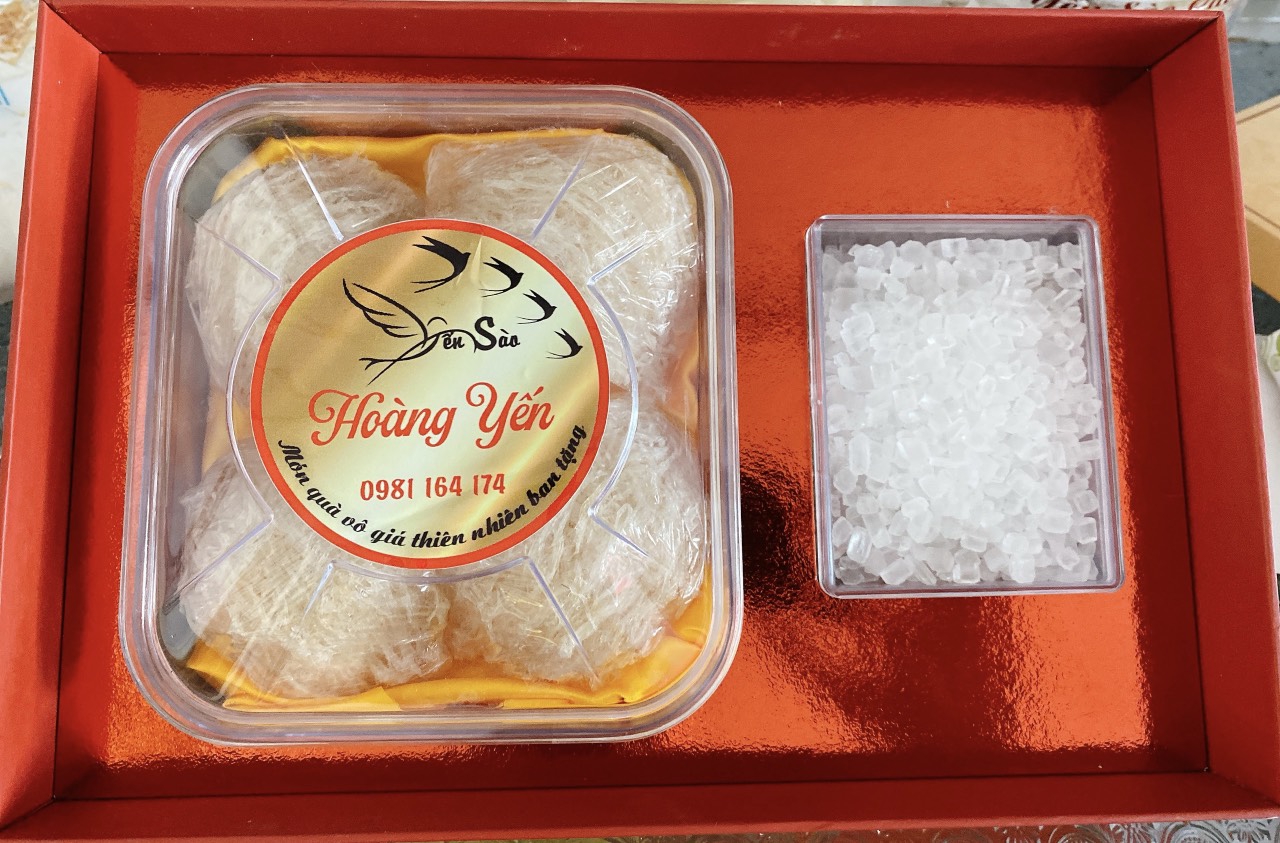 Yến Sào
Hoàng Yến
0981 164 174
Món quà vô giá thiên nhiên ban tặng